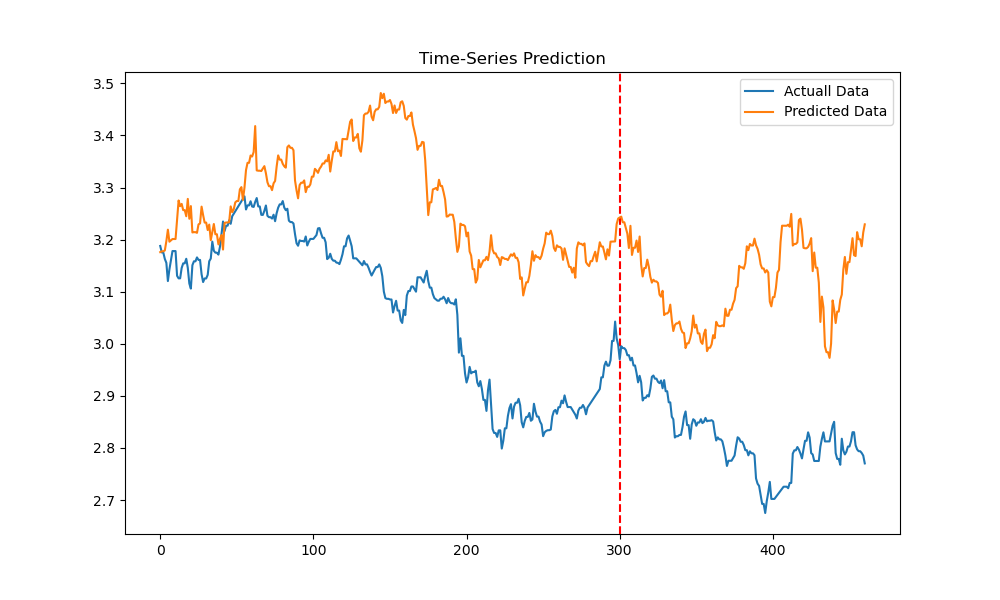 Time-Series Prediction
Actuall Data
Predicted Data
3.5
3.4
3.3
3.2
3.1
3.0
2.9
2.8
2.7
0 100 200 300 400